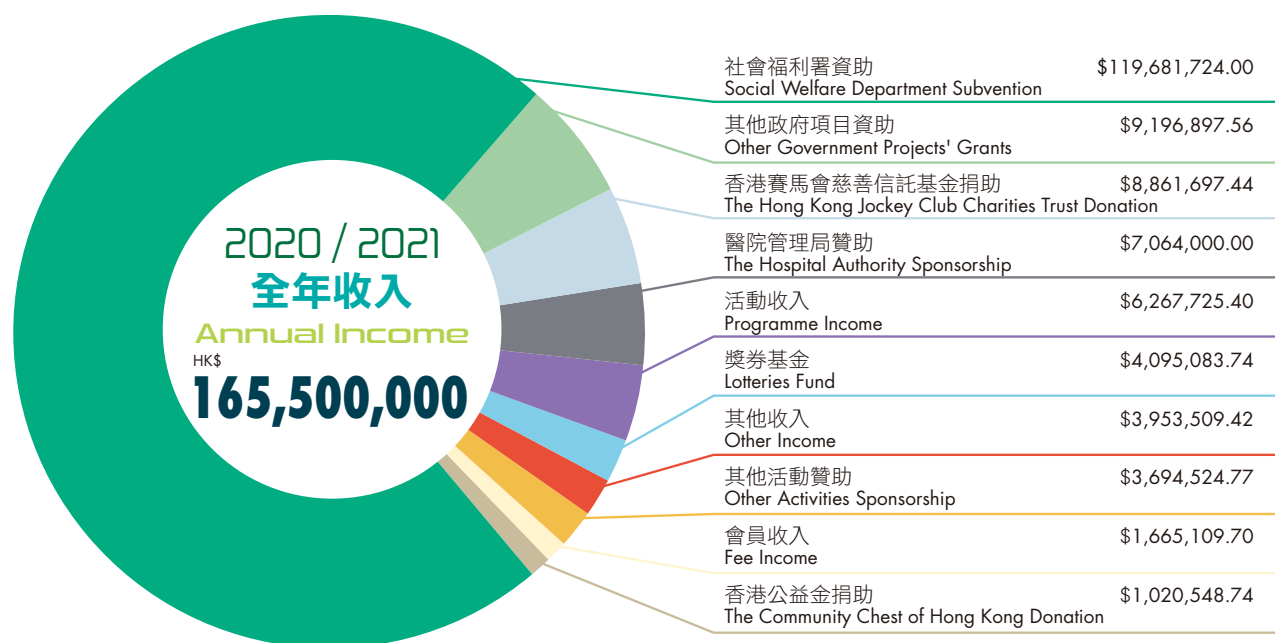 2020 / 2021
全年收入
Annual Income
HK$
165,500,000
社會福利署資助 $119,681,724.00
Social Welfare Department Subvention
其他政府項目資助 $9,196,897.56
Other Government Projects' Grants
香港賽馬會慈善信託基金捐助 $8,861,697.44
The Hong Kong Jockey Club Charities Trust Donation
醫院管理局贊助 $7,064,000.00
The Hospital Authority Sponsorship
活動收入 $6,267,725.40
Programme Income
獎券基金 $4,095,083.74
Lotteries Fund
其他收入 $3,953,509.42
Other Income
其他活動贊助 $3,694,524.77
Other Activities Sponsorship
會員收入 $1,665,109.70
Fee Income
香港公益金捐助 $1,020,548.74
The Community Chest of Hong Kong Donation